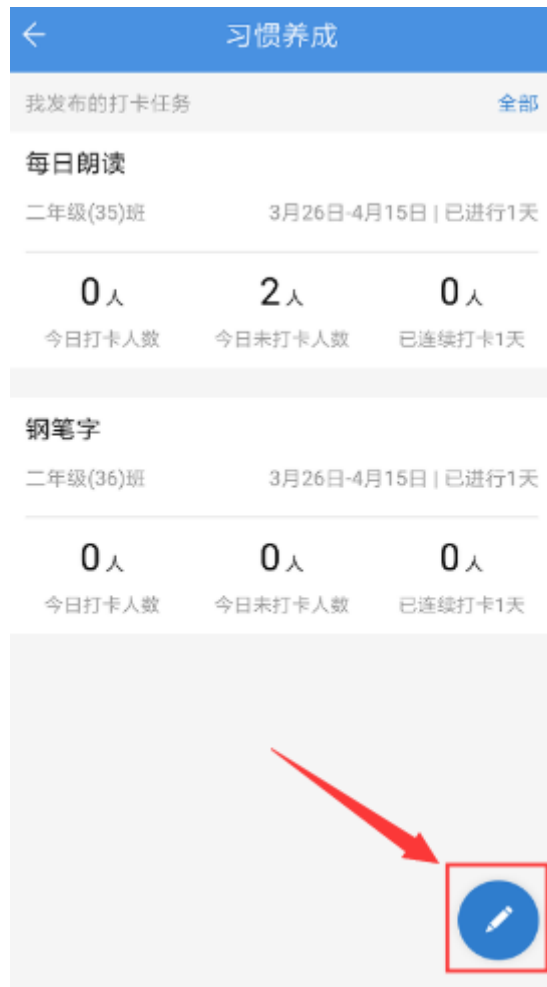 习惯养成
我发布的打卡任务 全部
每日朗读
二年级(35)班 3月26日-4月15日 | 已进行1天
0人 2人 0人
今日打卡人数 今日未打卡人数 已连续打卡1天
钢笔字
二年级(36)班 3月26日-4月15日 | 已进行1天
0人 0人 0人
今日打卡人数 今日未打卡人数 已连续打卡1天